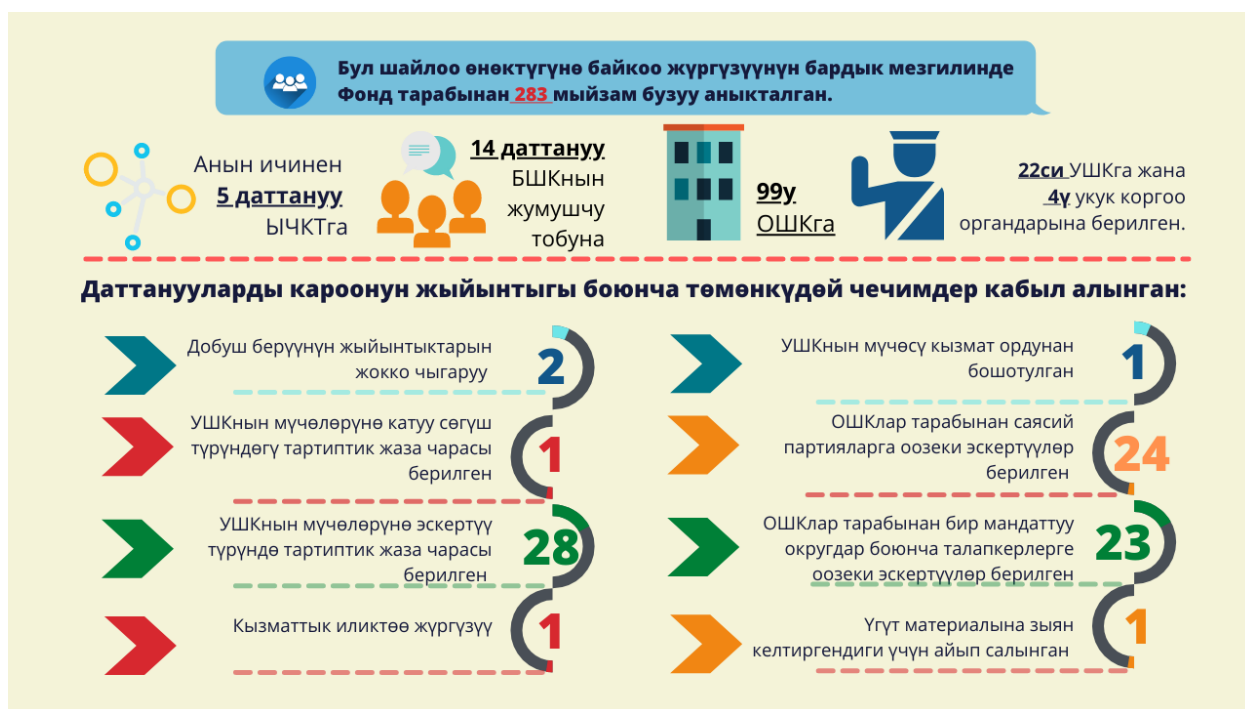 Бул шайлоо өнөктүгүнө байкоо жүргүзүүнүн бардык мезгилинде
Фонд тарабынан 283 мыйзам бузуу аныкталган.
Анын ичинен
5 даттануу
ЫЧКТга
14 даттануу
БШКнын
жумушчу
тобуна
99у
ОШКга
22си УШКга жана
4ү укук коргоо
органдарына берилген.
Даттанууларды кароонун жыйынтыгы боюнча төмөнкүдөй чечимдер кабыл алынган:
Добуш берүүнүн жыйынтыктарын
жокко чыгаруу
2
УШКнын мүчөлөрүнө катуу сөгүш
түрүндөгү тартиптик жаза чарасы
берилген
1
УШКнын мүчөлөрүнө эскертүү
түрүндө тартиптик жаза чарасы
берилген
28
Кызматтык иликтөө жүргүзүү
1
УШКнын мүчөсү кызмат ордунан
бошотулган
1
ОШКлар тарабынан саясий
партияларга оозеки эскертүүлөр
берилген
24
ОШКлар тарабынан бир мандаттуу
округдар боюнча талапкерлерге
оозеки эскертүүлөр берилген
23
Үгүт материалына зыян
келтиргендиги үчүн айып салынган
1